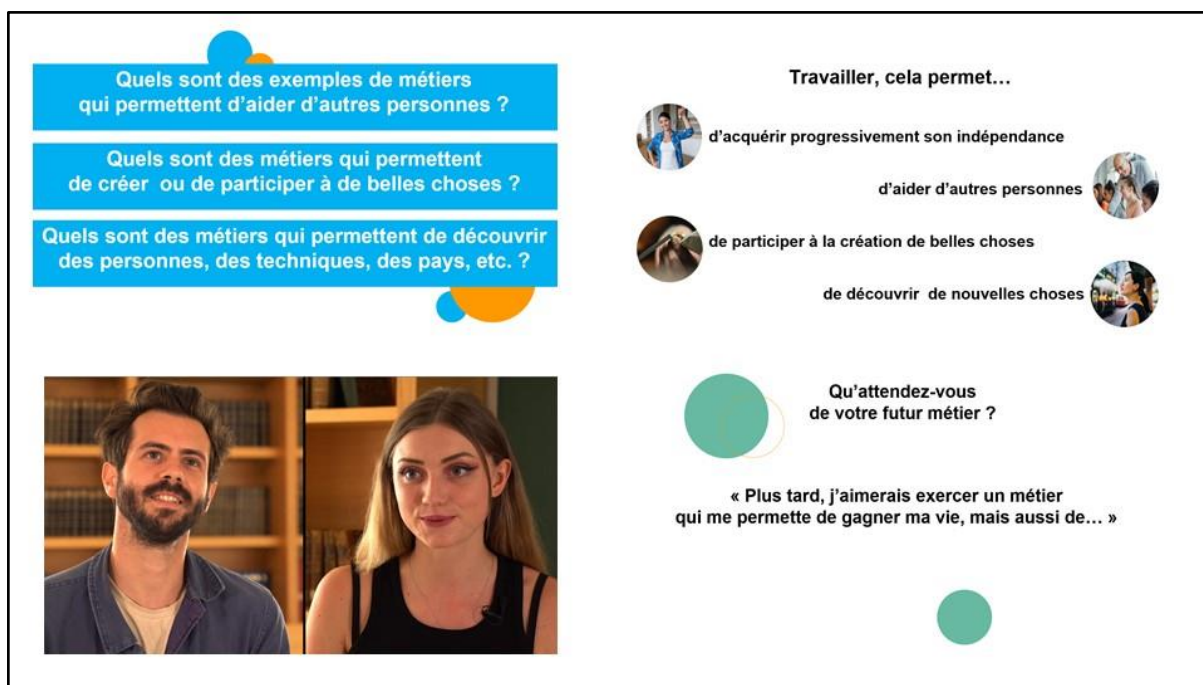 Quels sont des exemples de métiers
qui permettent d’aider d’autres personnes ?
Quels sont des métiers qui permettent
de créer ou de participer à de belles choses ?
Quels sont des métiers qui permettent de découvrir
des personnes, des techniques, des pays, etc. ?
Travailler, cela permet…
d’acquérir progressivement son indépendance
d’aider d’autres personnes
de participer à la création de belles choses
de découvrir de nouvelles choses
Qu’attendez-vous
de votre futur métier ?
« Plus tard, j’aimerais exercer un métier
qui me permette de gagner ma vie, mais aussi de… »